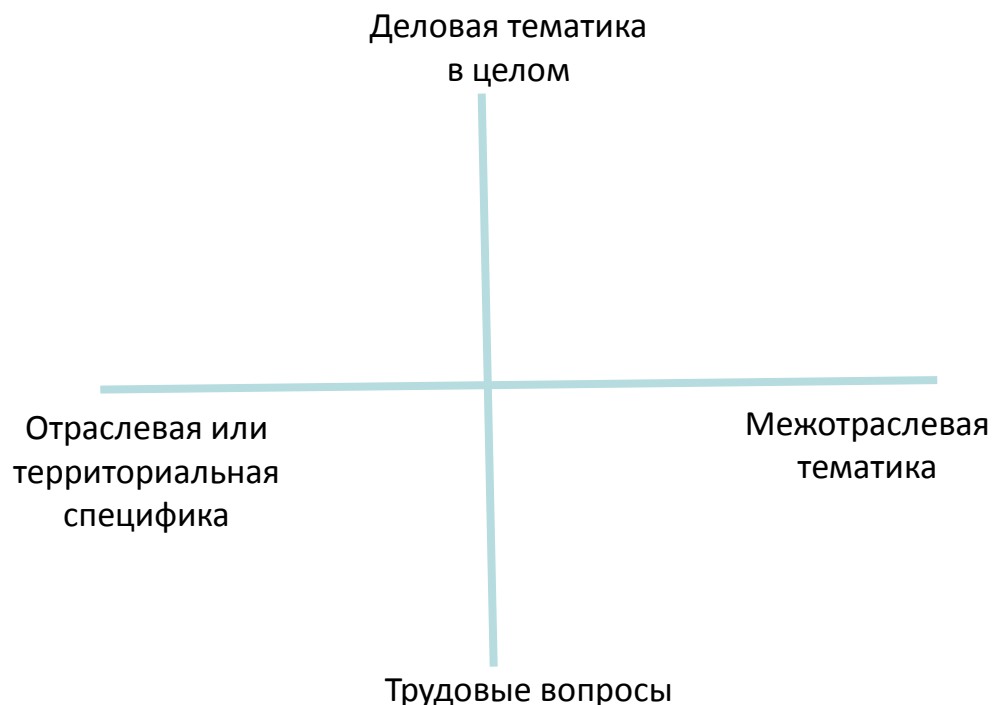 Деловая тематика
в целом
Отраслевая или
территориальная
специфика
Межотраслевая
тематика
Трудовые вопросы